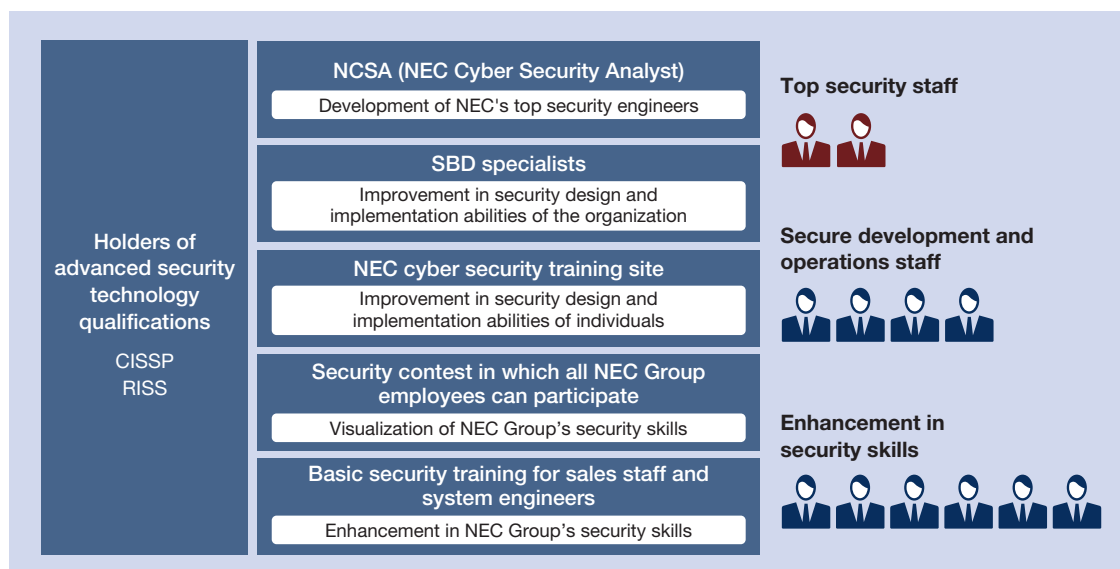 Holders of
advanced security
technology
qualifications
CISSP
RISS
NCSA (NEC Cyber Security Analyst)
Development of NEC's top security engineers
SBD specialists
Improvement in security design and
implementation abilities of the organization
NEC cyber security training site
Improvement in security design and
implementation abilities of individuals
Security contest in which all NEC Group
employees can participate
Visualization of NEC Group’s security skills
Basic security training for sales staff and
system engineers
Enhancement in NEC Group’s security skills
Top security staff
Secure development and
operations staff
Enhancement in
security skills